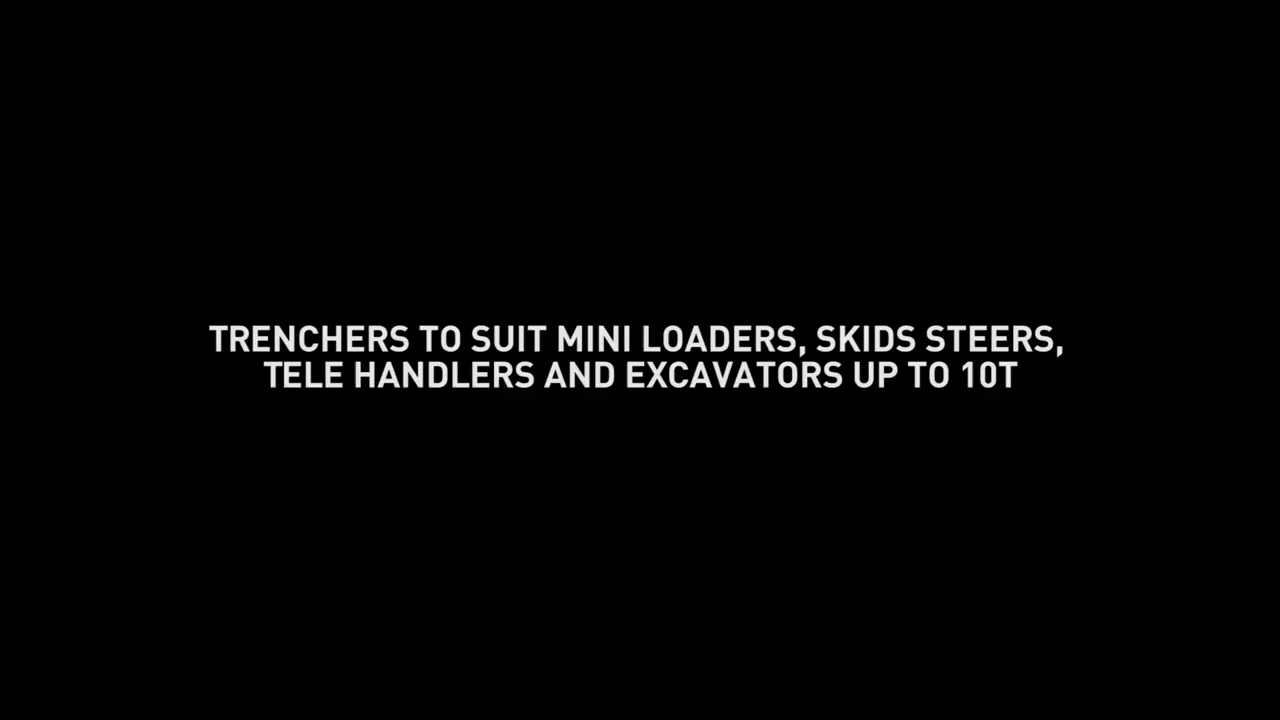 TRENCHERS TO SUIT MINI LOADERS, SKIDS STEERS,
TELE HANDLERS AND EXCAVATORS UP TO 10T